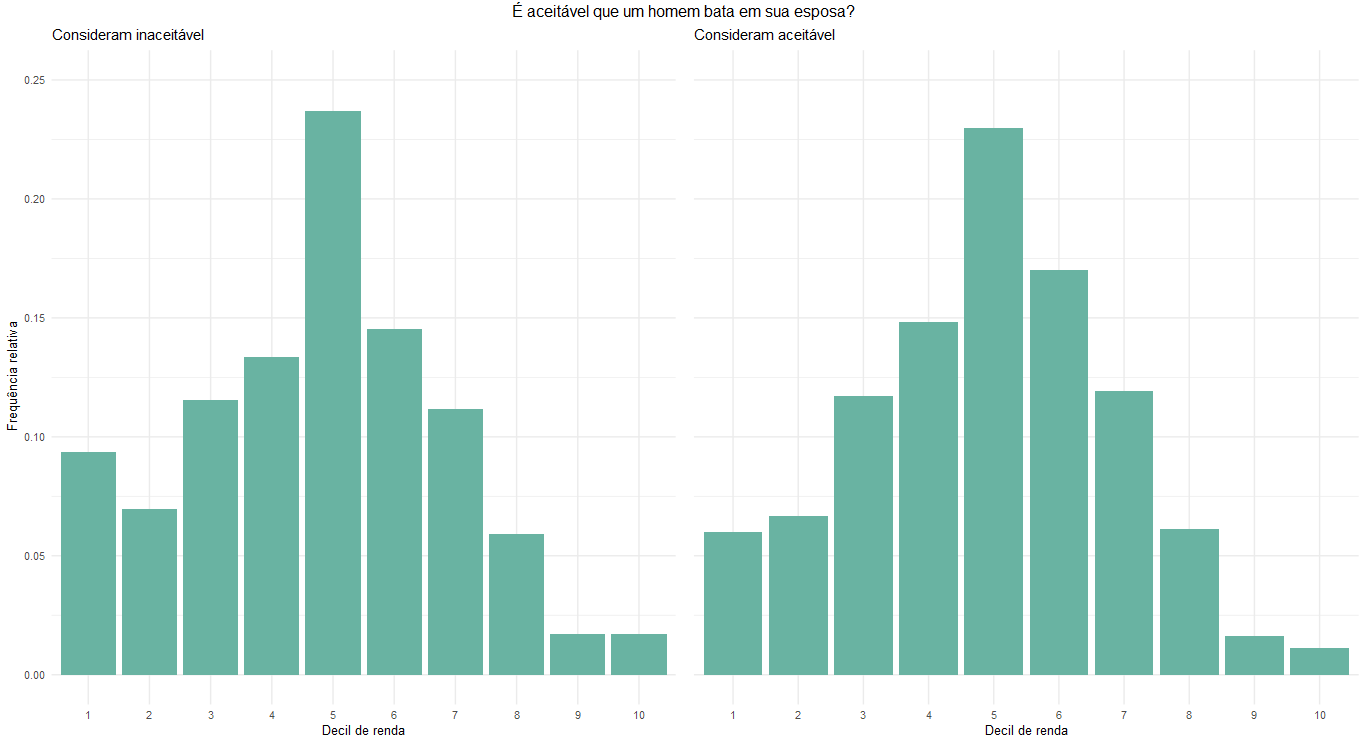 É aceitável que um homem bata em sua esposa?
Consideram inaceitável
Consideram aceitável
Frequência relativa
0.25
0.20
0.15
0.10
0.05
0.00
1 2 3 4 5 6 7 8 9 10
Decil de renda
1 2 3 4 5 6 7 8 9 10
Decil de renda